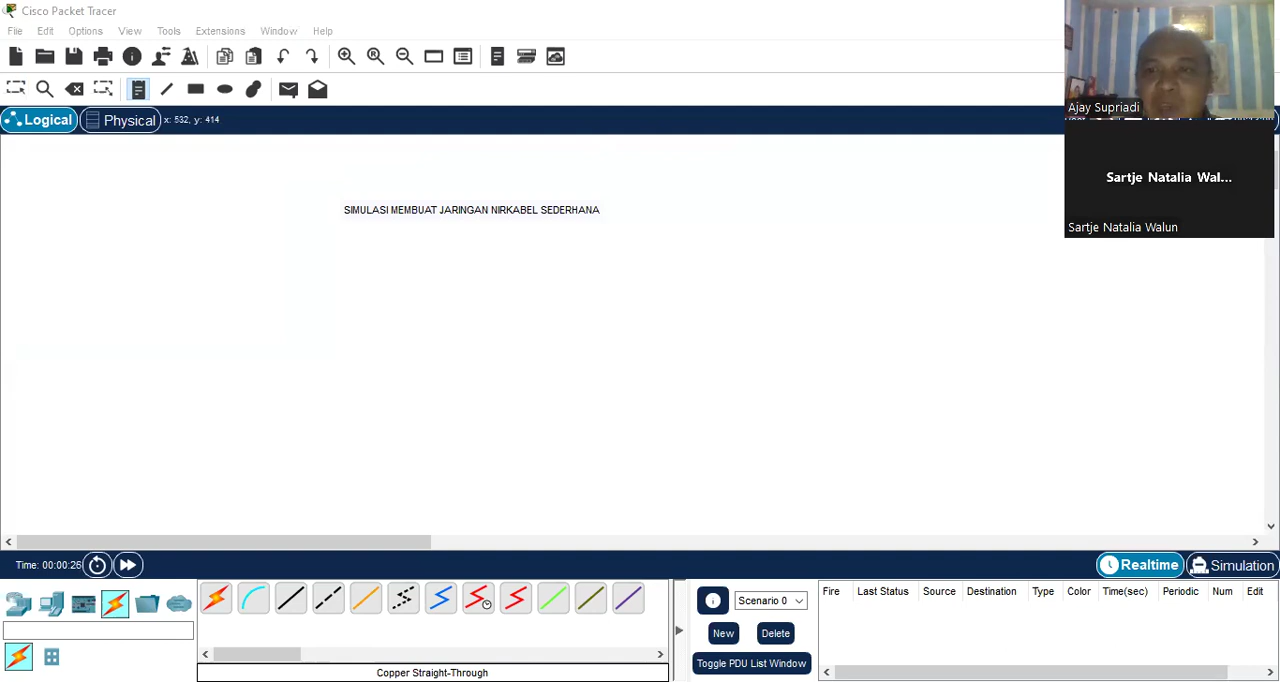 Cisco Packet Tracer
File Edit Options View Tools Extensions Window Help
Logical Physical x: 532, y: 414
Ajay Supriadi
Sartje Natalia Wal...
Sartje Natalia Walun
SIMULASI MEMBUAT JARINGAN NIRKABEL SEDERHANA
Time: 00:00:26
Realtime Simulation
Scenario 0
New Delete
Toggle PDU List Window
Fire Last Status Source Destination Type Color Time(sec) Periodic Num Edit
Copper Straight-Through